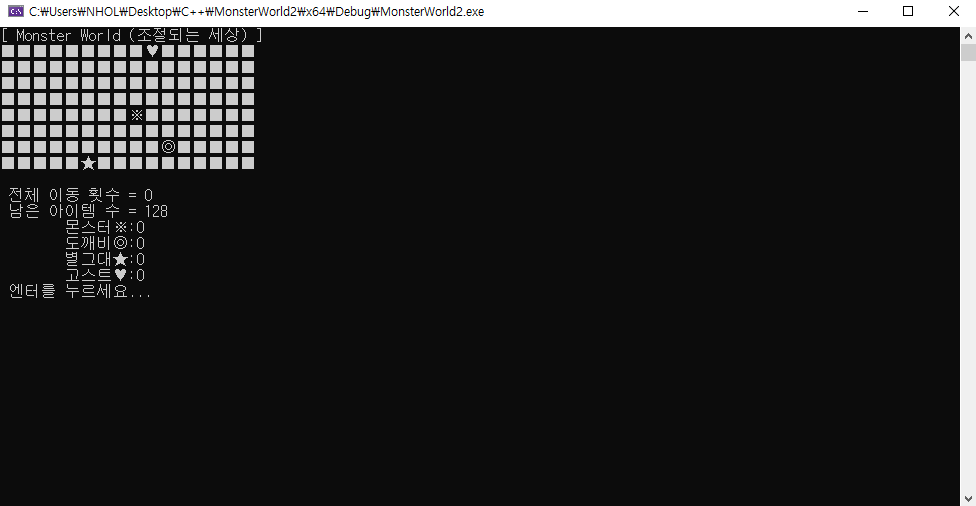 C:₩Users₩NHOL₩Desktop₩C++₩MonsterWorld2₩x64₩Debug₩MonsterWorld2.exe
[ Monster World (조절되는 세상) ]
■■■■■■■■■♥■■■■■■
■■■■■■■■■■■■■■■■
■■■■■■■■■■■■■■■■
■■■■■■■■■■■■■■■■
■■■■■■■■※■■■■■■■
■■■■■■■■■■■■■■■■
■■■■■■■■■■◎■■■■■
■■■■■★■■■■■■■■■■
전체 이동 횟수 = 0
남은 아이템 수 = 128
몬스터※:0
도깨비◎:0
별그대★:0
고스트♥:0
엔터를 누르세요...